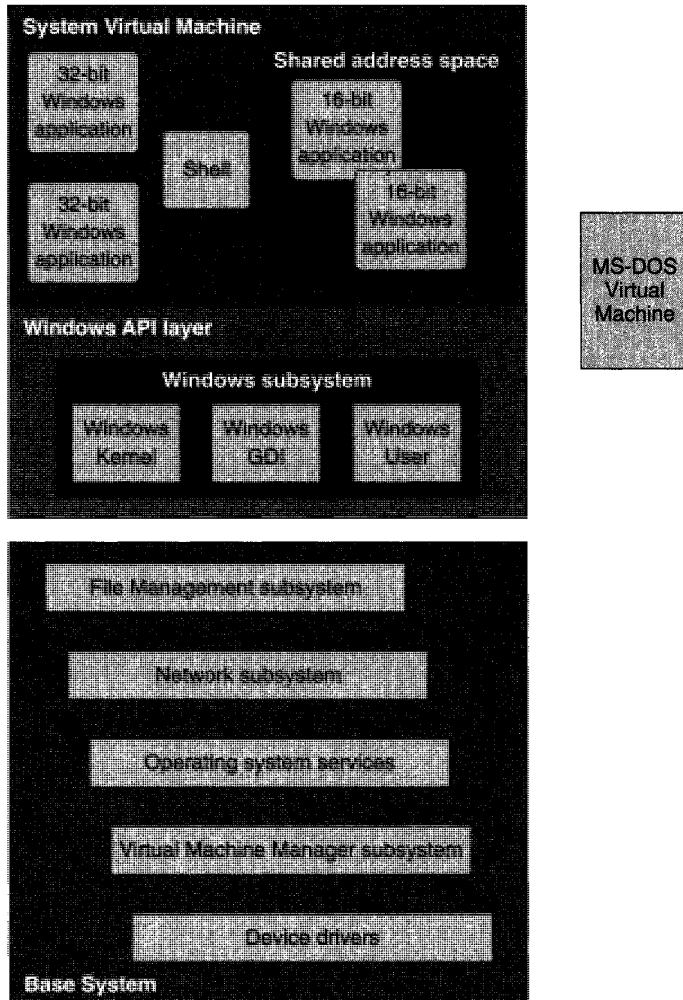 System Virtual Machine
32-bit
Windows
application
Shared address space
16-bit
Windows
application
Shell
32-bit
Windows
application
16-bit
Windows
application
MS-DOS
Virtual
Machine
Windows API layer
Windows subsystem
Windows
Kernel
Windows
GDI
Windows
User
File Management subsystem
Network subsystem
Operating system services
Virtual Machine Manager subsystem
Device drivers
Base System